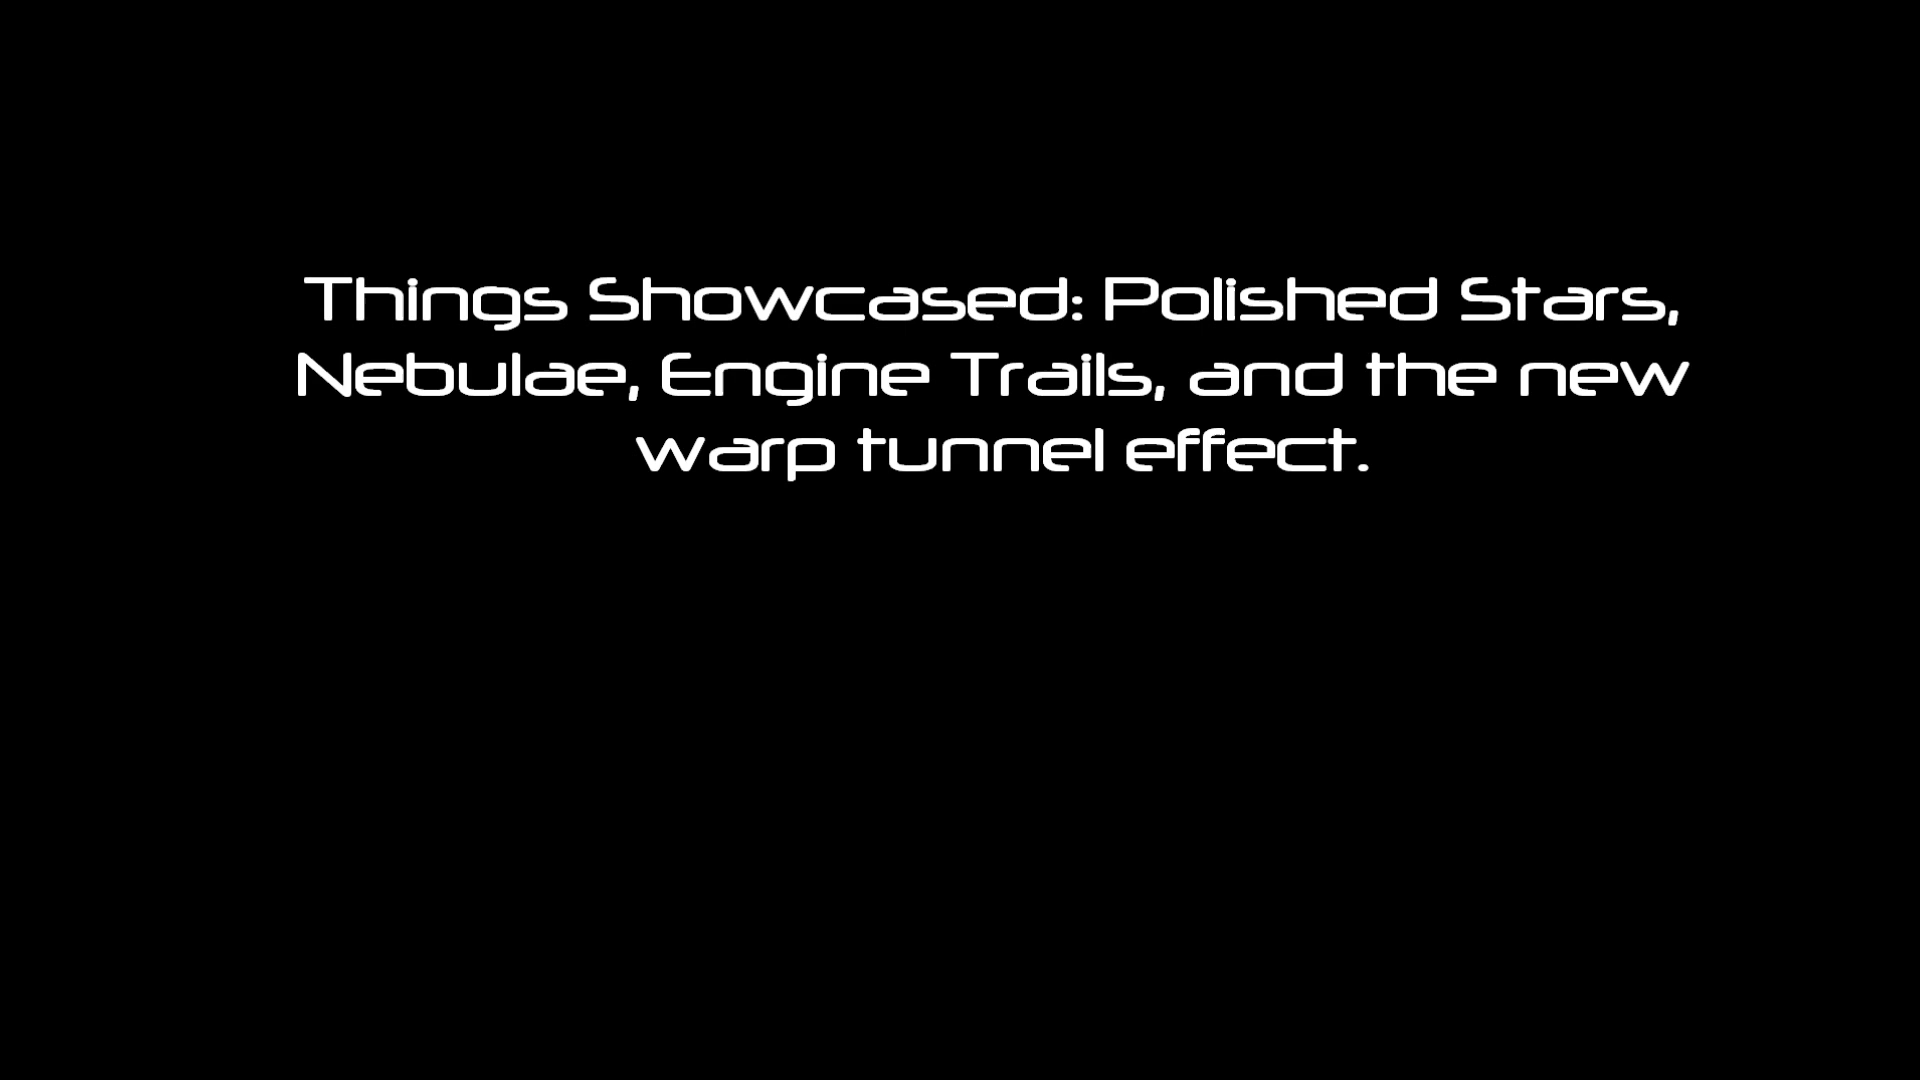 Things Showcased: Polished Stars,
Nebulae, Engine Trails, and the new
warp tunnel effect.